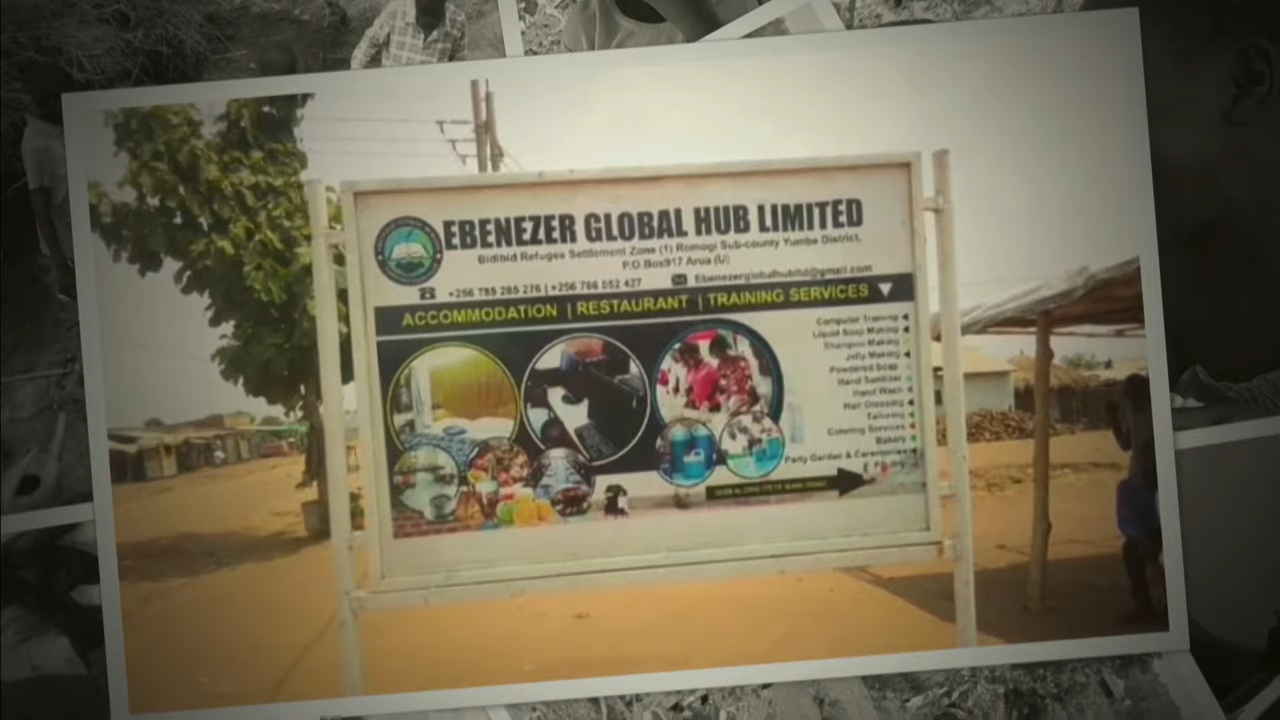 EBENEZER GLOBAL HUB LIMITED
Bidibid Refugee Settlement Zone (1) Romogi Sub-county Yumbe District,
P.O.Box917 Arua (U)
+256 785 285 276 | +256 786 052 427
Ebenezerglobalhubltd@gmail.com
ACCOMMODATION | RESTAURANT | TRAINING SERVICES
Computer Training
Liquid Soap Making
Shampoo Making
Jelly Making
Powdered Soap
Hand Sanitizer
Hand Wash
Hair Dressing
Tailoring
Catering Services
Bakery
Party Garden & Ceremonies